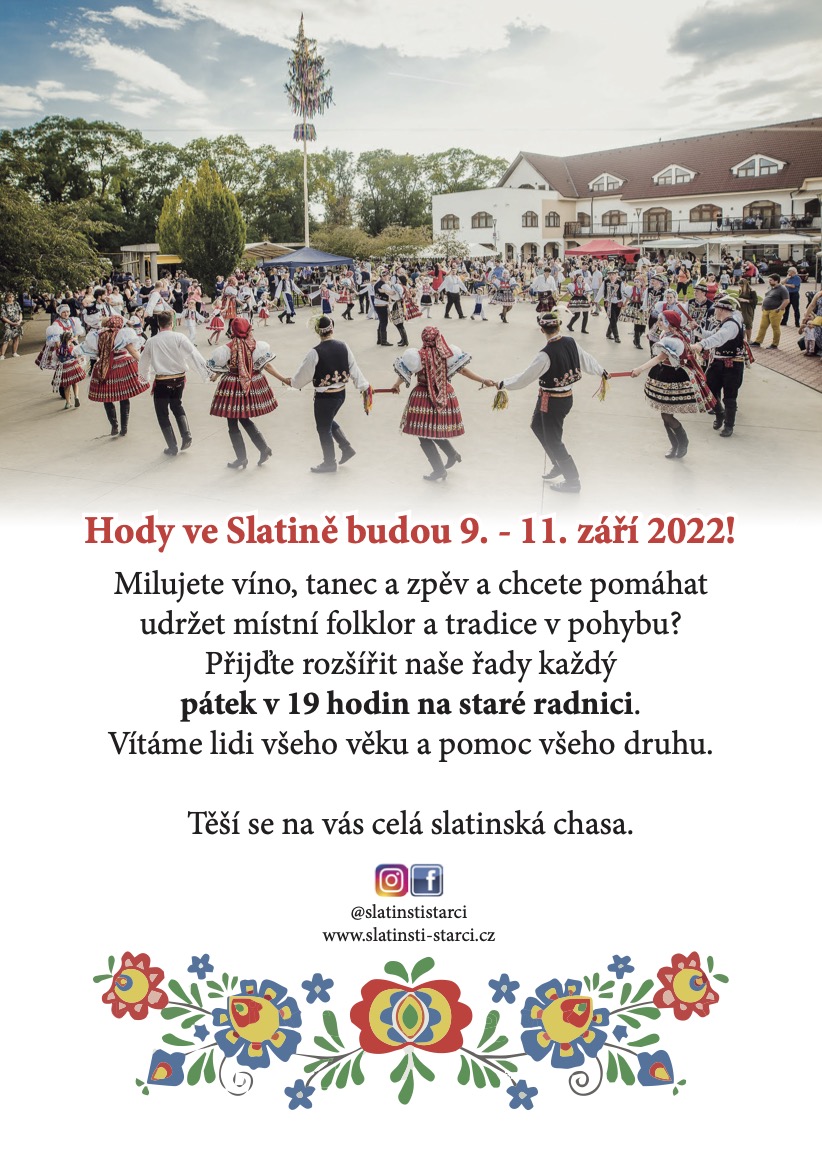 Hody ve Slatině budou 9. - 11. září 2022!
Milujete víno, tanec a zpěv a chcete pomáhat
udržet místní folklor a tradice v pohybu?
Přijďte rozšířit naše řady každý
pátek v 19 hodin na staré radnici.
Vítáme lidi všeho věku a pomoc všeho druhu.
Těší se na vás celá slatinská chasa.
@slatinstistarci
www.slatinsti-starci.cz